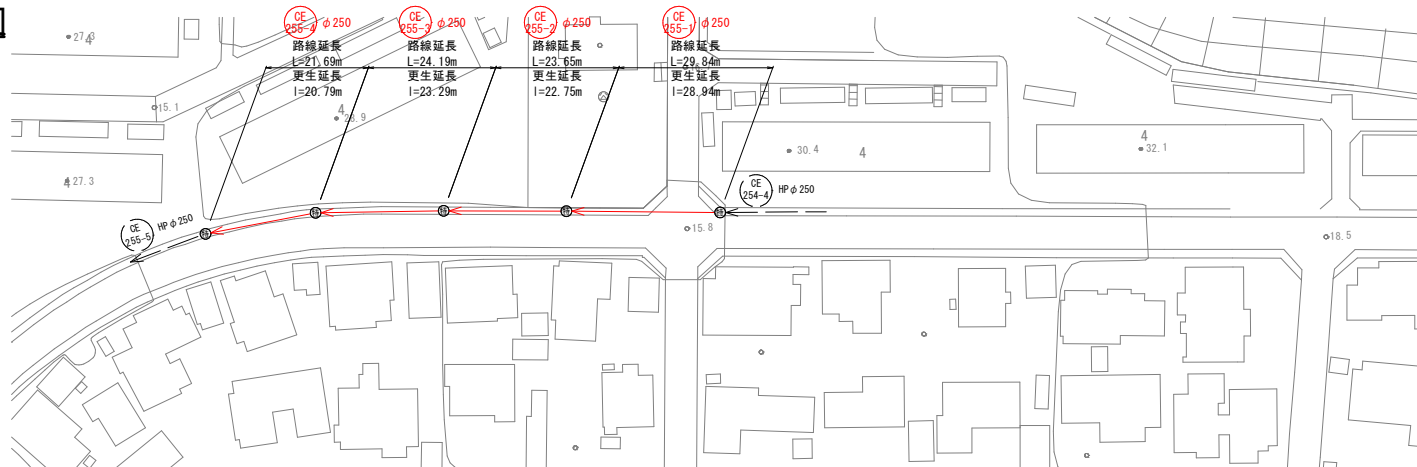 CE
255-4
φ250
路線延長
L=21.69m
更生延長
l=20.79m
CE
255-3
φ250
路線延長
L=24.19m
更生延長
l=23.29m
CE
255-2
φ250
路線延長
L=23.65m
更生延長
l=22.75m
CE
255-1
φ250
路線延長
L=29.84m
更生延長
l=28.94m
27.3
4
15.1
4
28.9
4
27.3
30.4
4
4
32.1
CE
254-4
HPφ250
CE
255-5
HPφ250
15.8
18.5